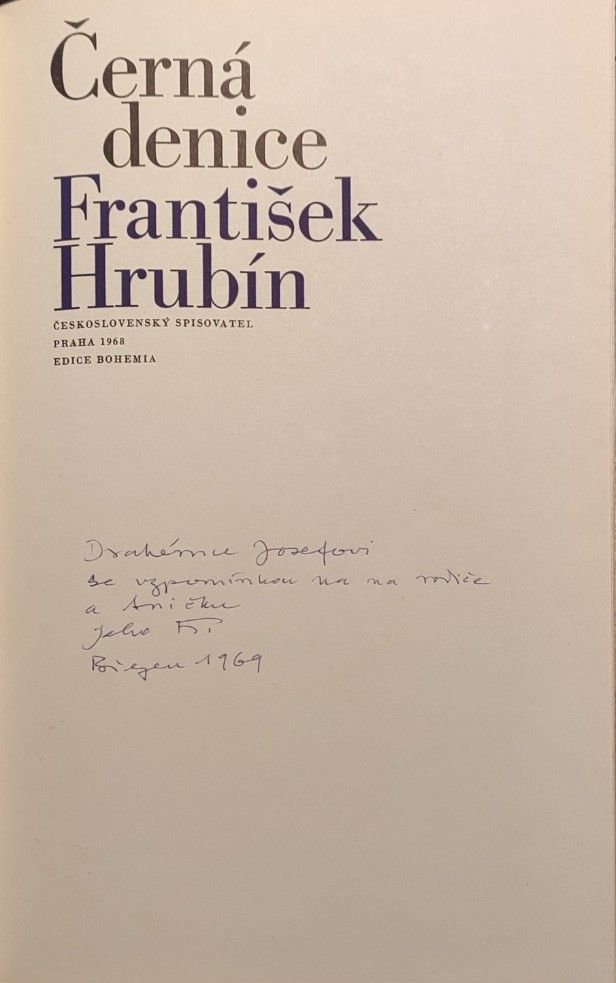 Černá
denice
František
Hrubín
ČESKOSLOVENSKÝ SPISOVATEL
PRAHA 1968
EDICE BOHEMIA
Drahému Josefovi
se vzpomínkou na na rodiče
a Aničku
jeho
Březen 1969